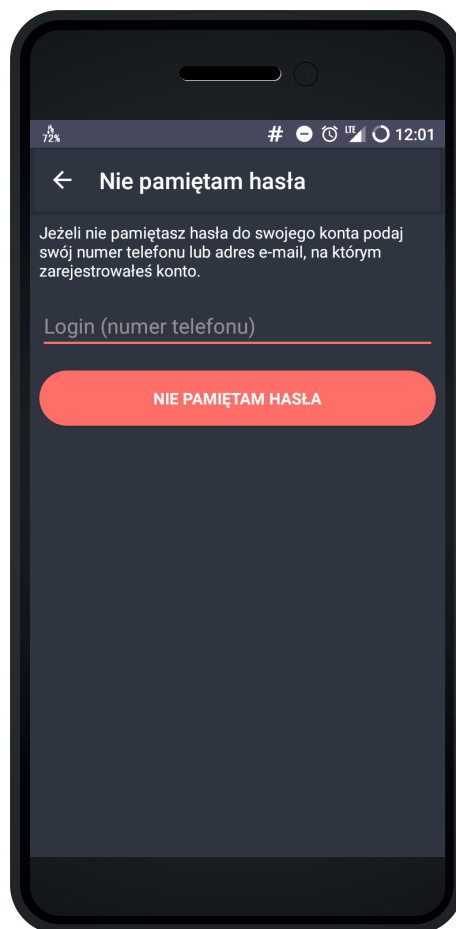 72%
# LTE 12:01
Nie pamiętam hasła
Jeżeli nie pamiętasz hasła do swojego konta podaj
swój numer telefonu lub adres e-mail, na którym
zarejestrowałeś konto.
Login (numer telefonu)
NIE PAMIĘTAM HASŁA